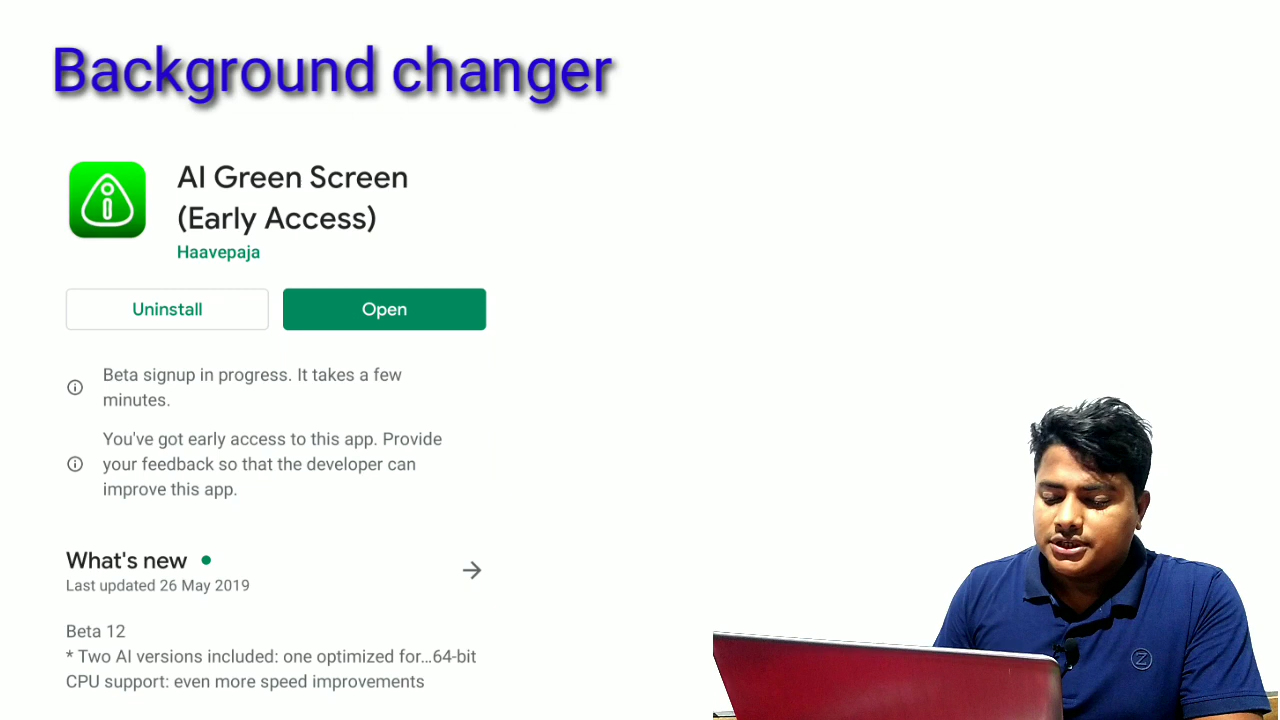 Background changer
AI Green Screen
(Early Access)
Haavepaja
Uninstall
Open
Beta signup in progress. It takes a few
minutes.
You've got early access to this app. Provide
your feedback so that the developer can
improve this app.
What's new
Last updated 26 May 2019
Beta 12
* Two AI versions included: one optimized for…64-bit
CPU support: even more speed improvements
Z